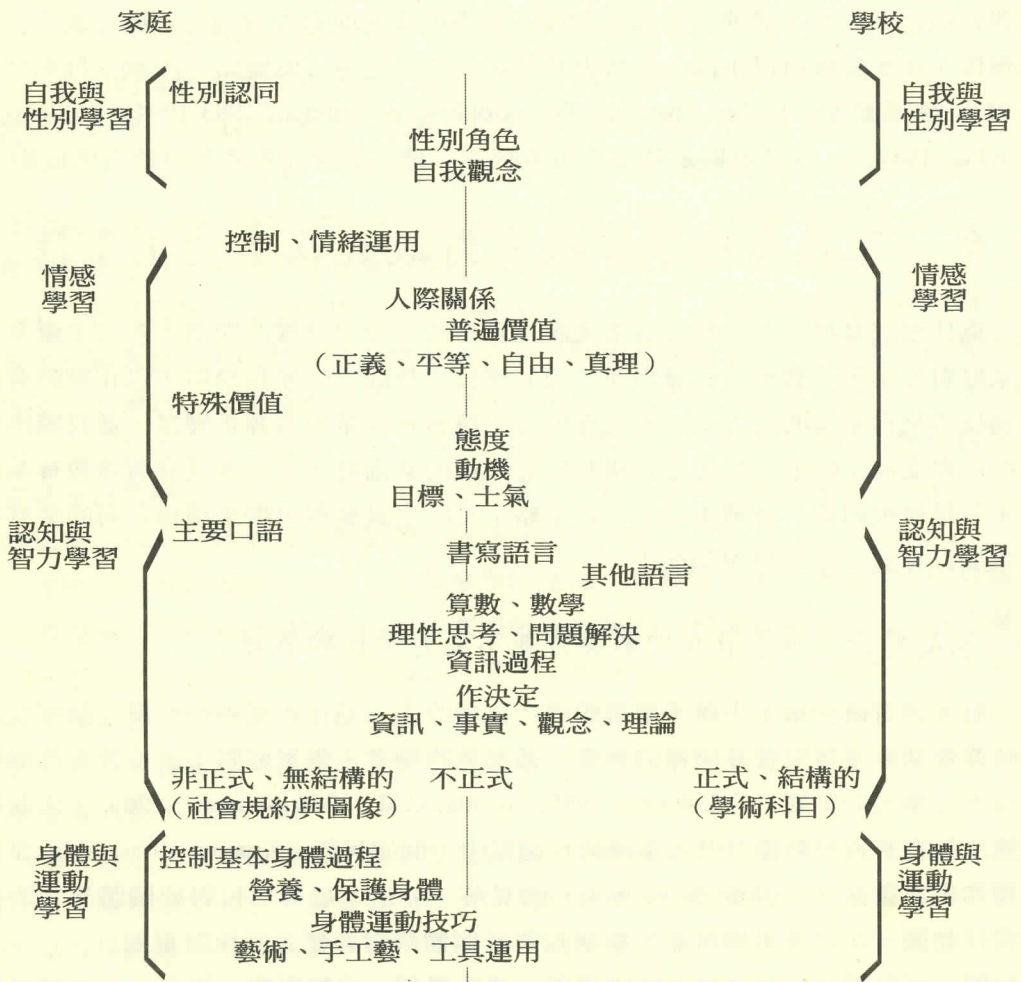 家庭
學校
自我與
性別學習
性別認同
自我與
性別學習
性別角色
自我觀念
控制、情緒運用
情感
學習
情感
學習
人際關係
普遍價值
（正義、平等、自由、真理）
特殊價值
態度
動機
目標、士氣
認知與
智力學習
主要口語
認知與
智力學習
書寫語言
其他語言
算數、數學
理性思考、問題解決
資訊過程
作決定
資訊、事實、觀念、理論
非正式、無結構的
不正式
正式、結構的
（社會規約與圖像）
（學術科目）
身體與
運動
學習
控制基本身體過程
身體與
運動
學習
營養、保護身體
身體運動技巧
藝術、手工藝、工具運用